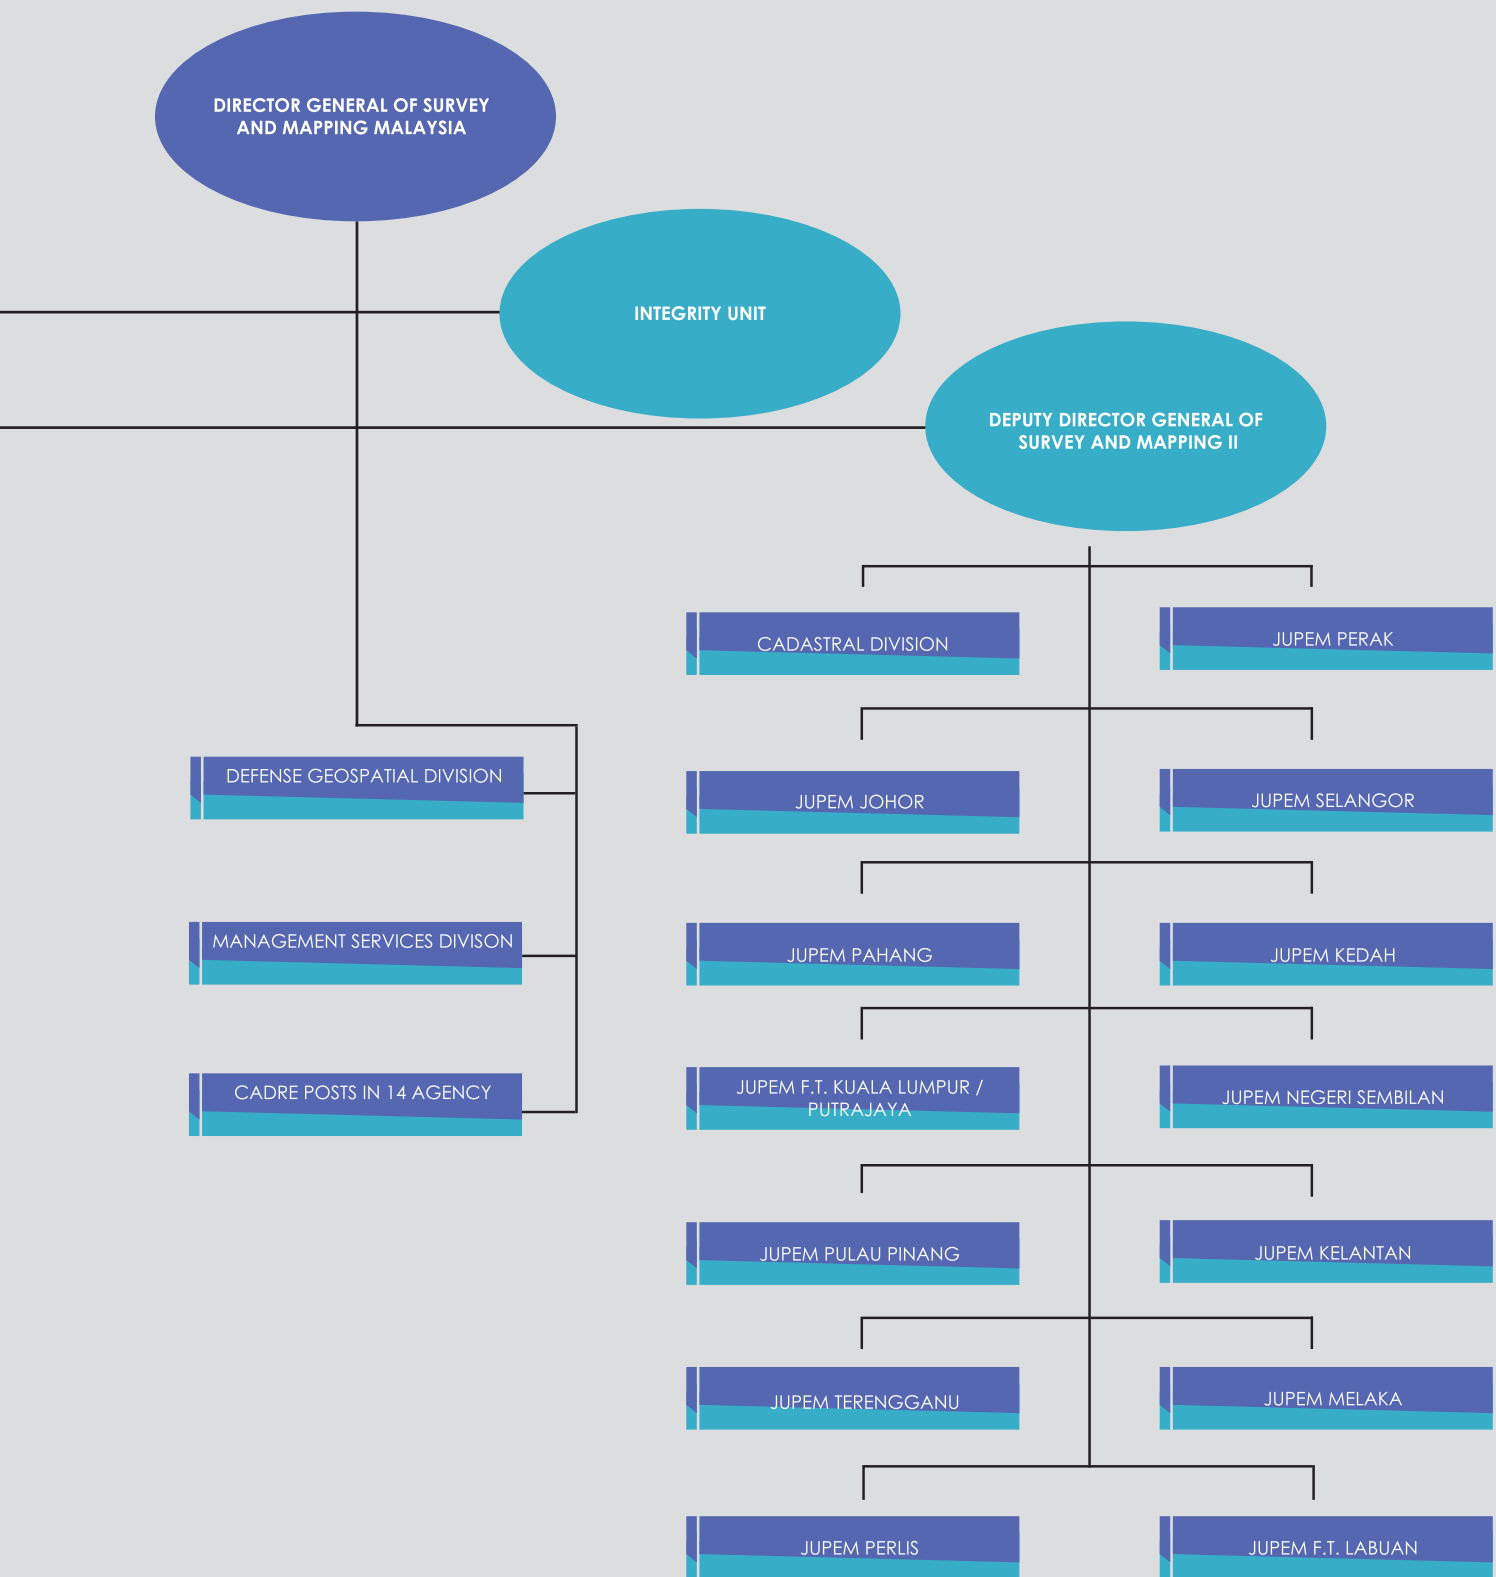 DIRECTOR GENERAL OF SURVEY
AND MAPPING MALAYSIA
INTEGRITY UNIT
DEPUTY DIRECTOR GENERAL OF
SURVEY AND MAPPING II
DEFENSE GEOSPATIAL DIVISION
MANAGEMENT SERVICES DIVISON
CADRE POSTS IN 14 AGENCY
CADASTRAL DIVISION
JUPEM PERAK
JUPEM JOHOR
JUPEM SELANGOR
JUPEM PAHANG
JUPEM KEDAH
JUPEM F.T. KUALA LUMPUR /
PUTRAJAYA
JUPEM NEGERI SEMBILAN
JUPEM PULAU PINANG
JUPEM KELANTAN
JUPEM TERENGGANU
JUPEM MELAKA
JUPEM PERLIS
JUPEM F.T. LABUAN